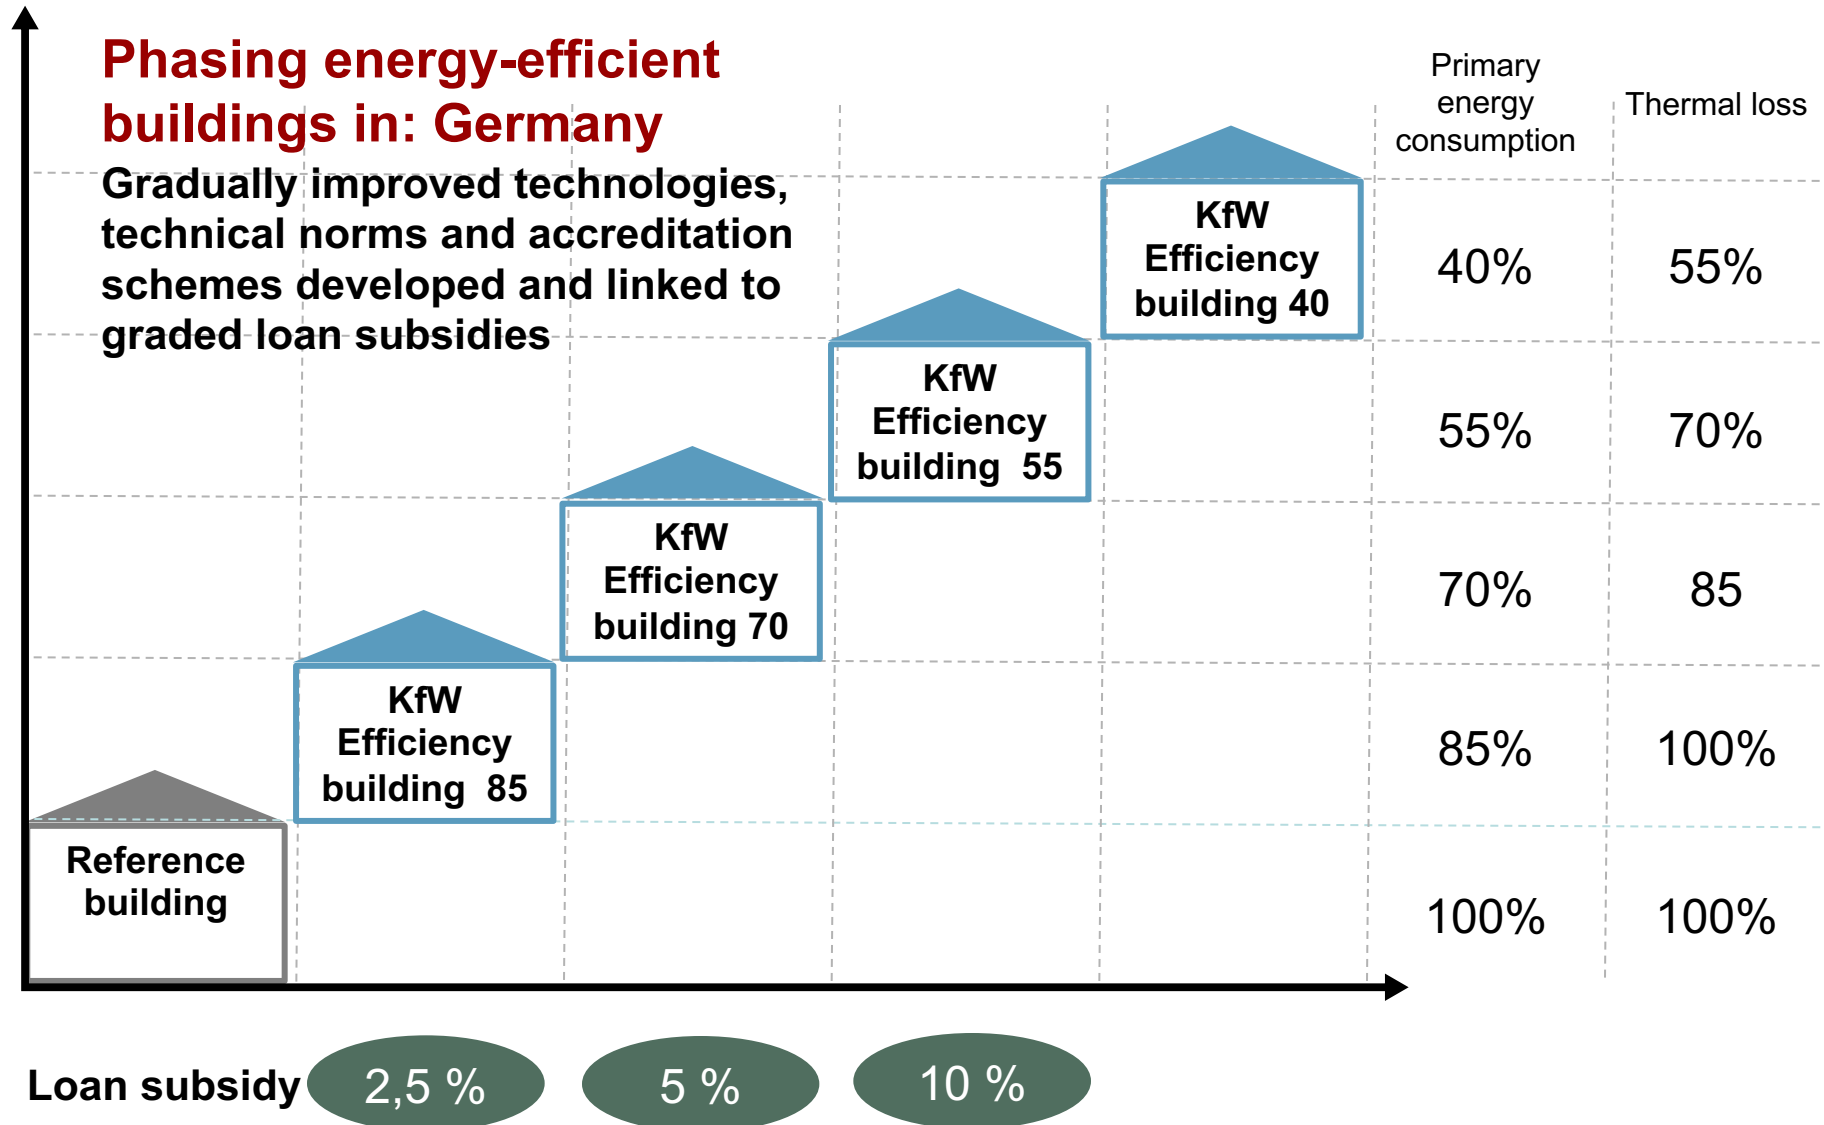 Phasing energy-efficient
buildings in: Germany
Gradually improved technologies,
technical norms and accreditation
schemes developed and linked to
graded loan subsidies
Primary
energy
consumption
Thermal loss
KfW
Efficiency
building 40
40%
55%
KfW
Efficiency
building  55
55%
70%
KfW
Efficiency
building 70
70%
85
KfW
Efficiency
building  85
85%
100%
Reference
building
100%
100%
Loan subsidy
2,5 %
5 %
10 %